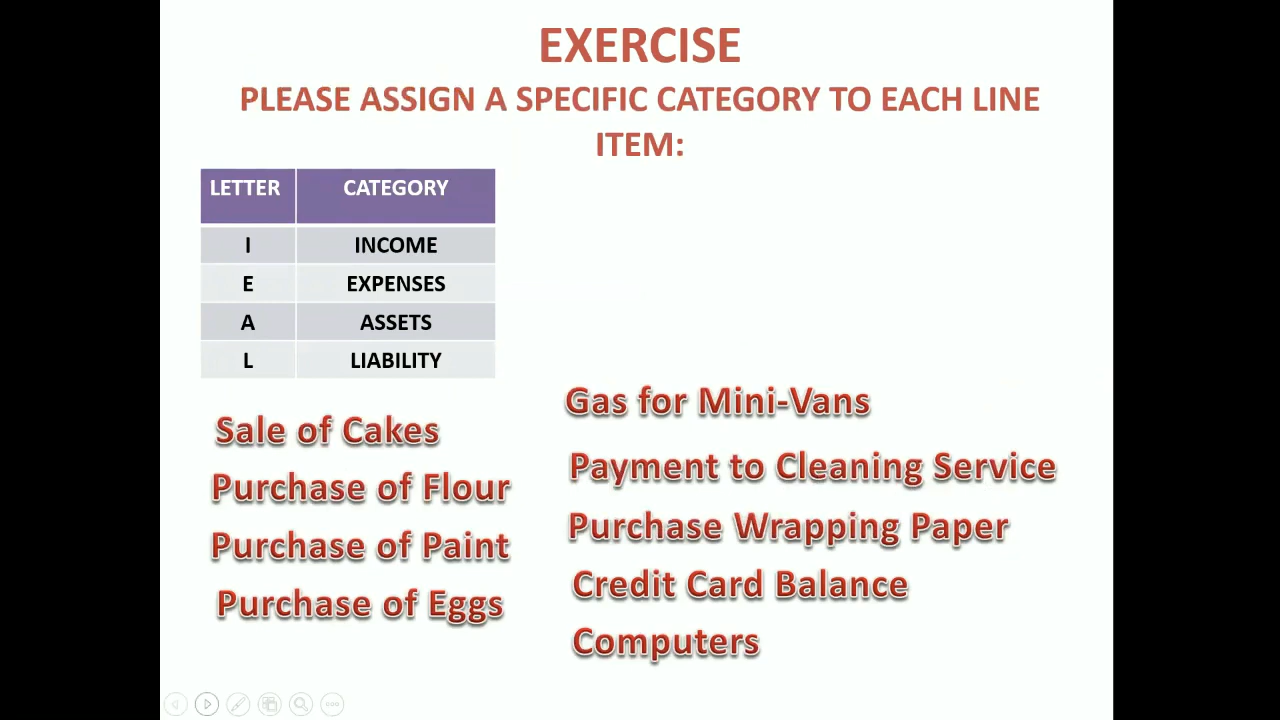 EXERCISE
PLEASE ASSIGN A SPECIFIC CATEGORY TO EACH LINE
ITEM:
LETTER CATEGORY
I INCOME
E EXPENSES
A ASSETS
L LIABILITY
Sale of Cakes
Purchase of Flour
Purchase of Paint
Purchase of Eggs
Gas for Mini-Vans
Payment to Cleaning Service
Purchase Wrapping Paper
Credit Card Balance
Computers